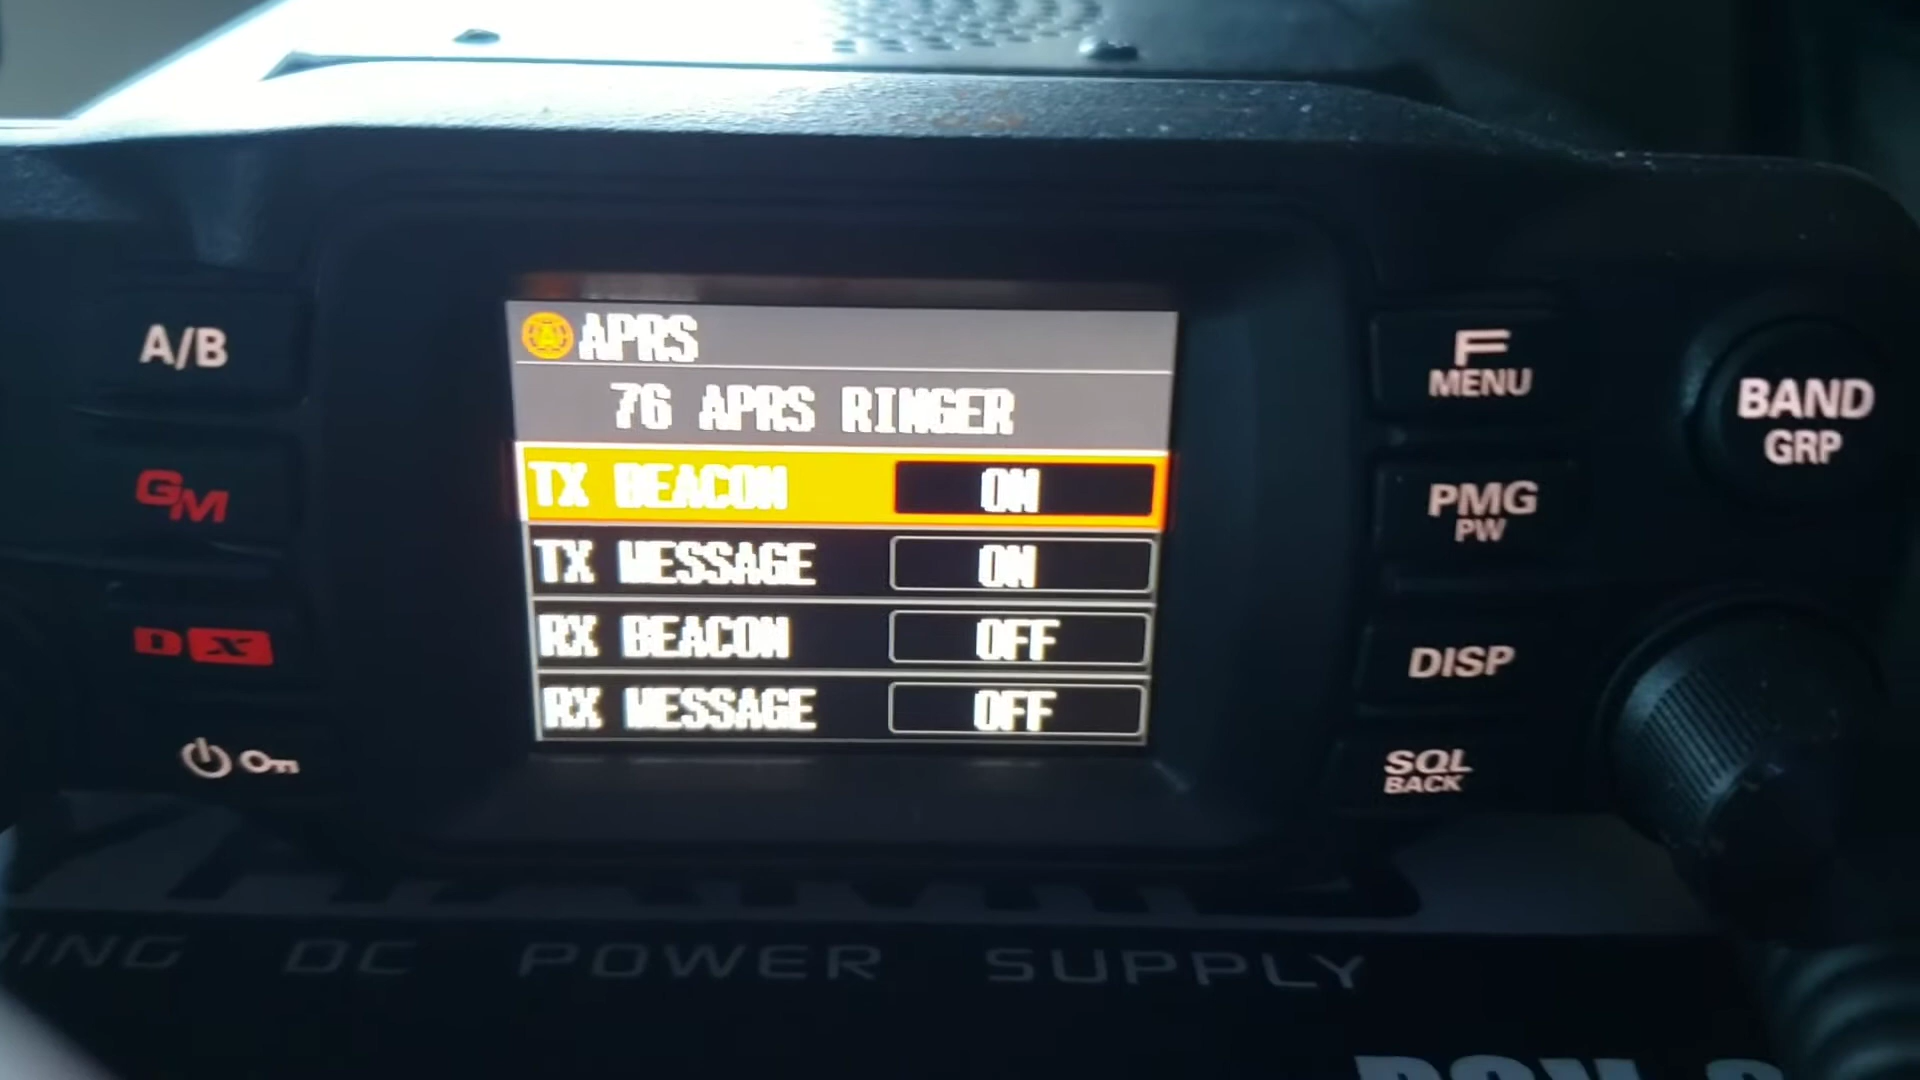 APRS
76 APRS RINGER
TX BEACON ON
TX MESSAGE ON
RX BEACON OFF
RX MESSAGE OFF
A/B
GM
DX
F
MENU
PMG
PW
DISP
SQL
BACK
BAND
GRP
DC POWER SUPPLY